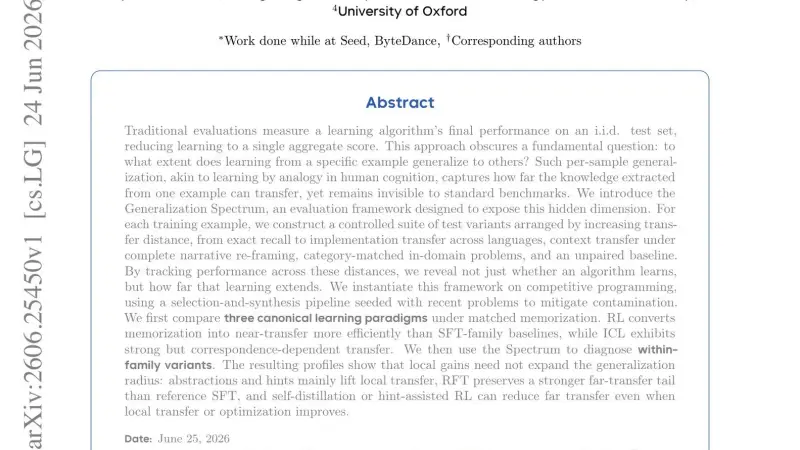 ⁴University of Oxford
*Work done while at Seed, ByteDance, †Corresponding authors
arXiv:2606.25450v1 [cs.LG] 24 Jun 2026
Abstract
Traditional evaluations measure a learning algorithm's final performance on an i.i.d. test set,
reducing learning to a single aggregate score. This approach obscures a fundamental question: to
what extent does learning from a specific example generalize to others? Such per-sample general-
ization, akin to learning by analogy in human cognition, captures how far the knowledge extracted
from one example can transfer, yet remains invisible to standard benchmarks. We introduce the
Generalization Spectrum, an evaluation framework designed to expose this hidden dimension. For
each training example, we construct a controlled suite of test variants arranged by increasing trans-
fer distance, from exact recall to implementation transfer across languages, context transfer under
complete narrative re-framing, category-matched in-domain problems, and an unpaired baseline.
By tracking performance across these distances, we reveal not just whether an algorithm learns,
but how far that learning extends. We instantiate this framework on competitive programming,
using a selection-and-synthesis pipeline seeded with recent problems to mitigate contamination.
We first compare three canonical learning paradigms under matched memorization. RL converts
memorization into near-transfer more efficiently than SFT-family baselines, while ICL exhibits
strong but correspondence-dependent transfer. We then use the Spectrum to diagnose within-
family variants. The resulting profiles show that local gains need not expand the generalization
radius: abstractions and hints mainly lift local transfer, RFT preserves a stronger far-transfer tail
than reference SFT, and self-distillation or hint-assisted RL can reduce far transfer even when
local transfer or optimization improves.
Date: June 25, 2026